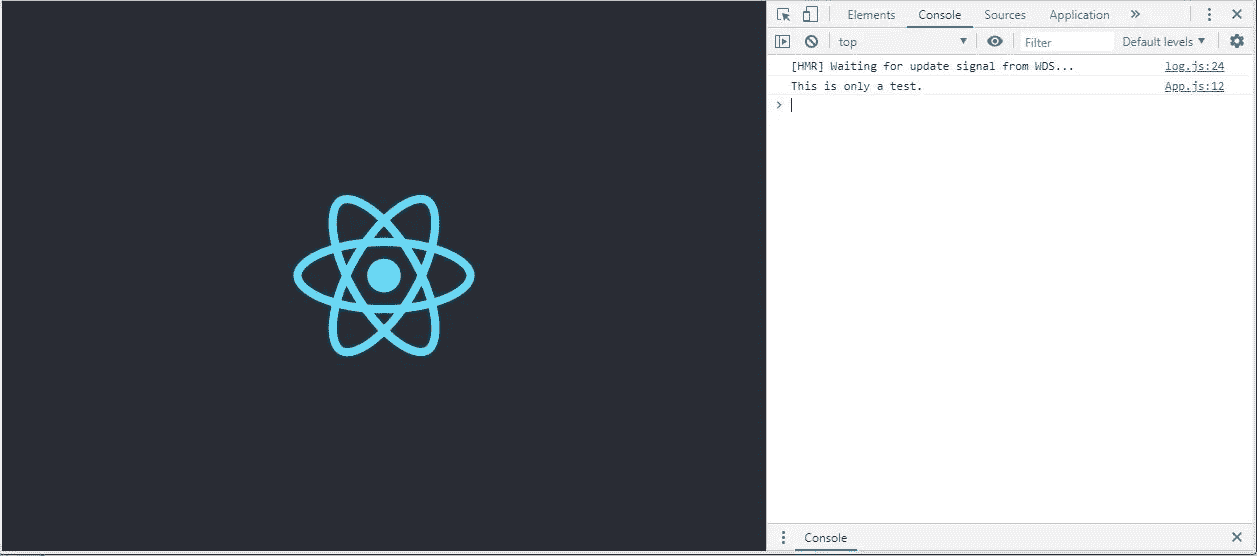 Elements Console Sources Application
top Filter Default levels
[HMR] Waiting for update signal from WDS... log.js:24
This is only a test. App.js:12
Console